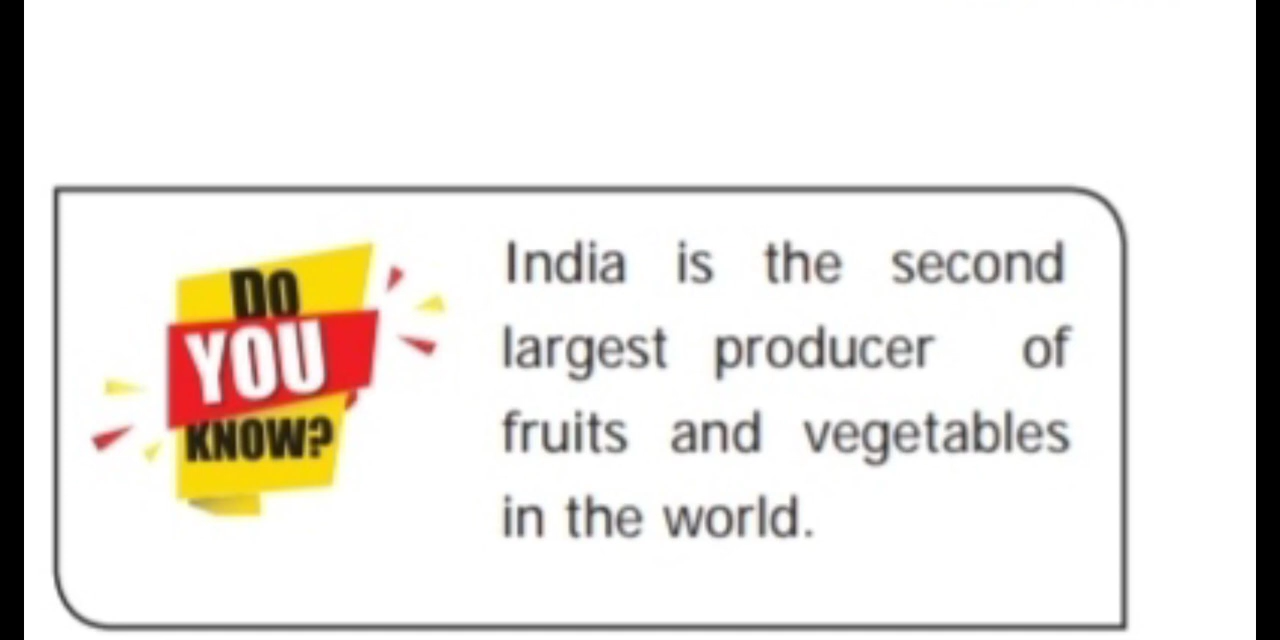 DO
YOU
KNOW?
India is the second
largest producer of
fruits and vegetables
in the world.